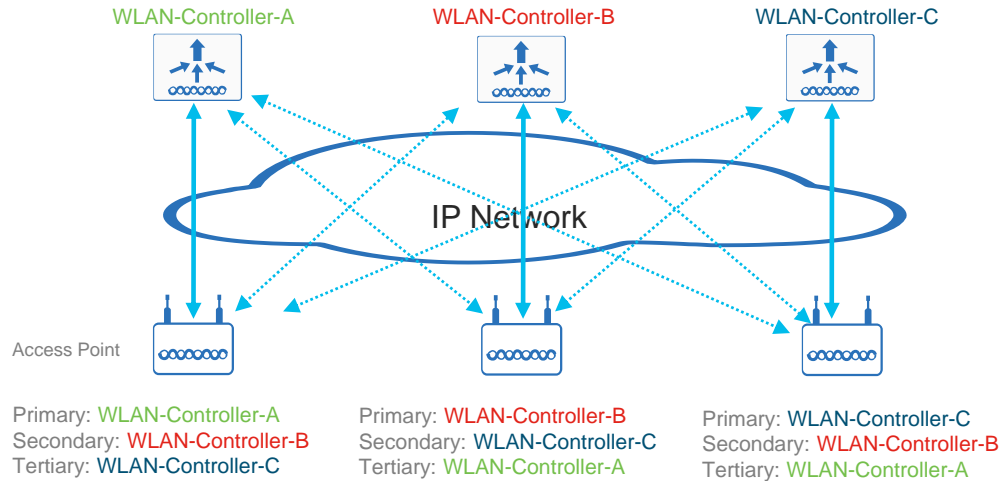 WLAN-Controller-A
WLAN-Controller-B
WLAN-Controller-C
IP Network
Access Point
Primary: WLAN-Controller-A
Secondary: WLAN-Controller-B
Tertiary: WLAN-Controller-C
Primary: WLAN-Controller-B
Secondary: WLAN-Controller-C
Tertiary: WLAN-Controller-A
Primary: WLAN-Controller-C
Secondary: WLAN-Controller-B
Tertiary: WLAN-Controller-A